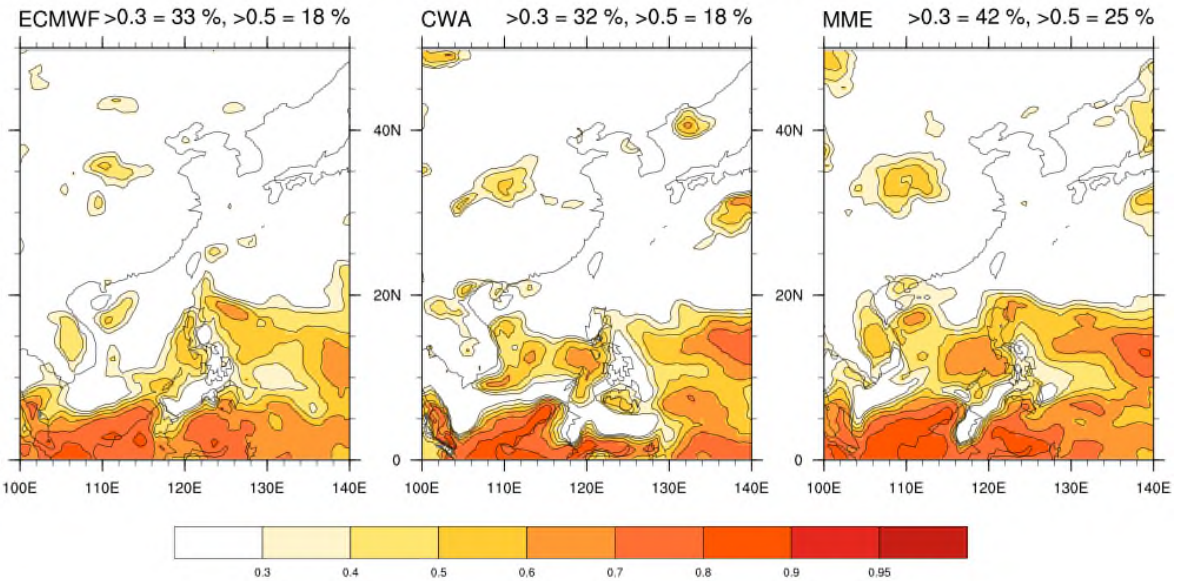 ECMWF >0.3 = 33 %, >0.5 = 18 %
CWA >0.3 = 32 %, >0.5 = 18 %
MME >0.3 = 42 %, >0.5 = 25 %
40N 40N
20N 20N
0 0
100E 110E 120E 130E 140E
100E 110E 120E 130E 140E
100E 110E 120E 130E 140E
0.3 0.4 0.5 0.6 0.7 0.8 0.9 0.95